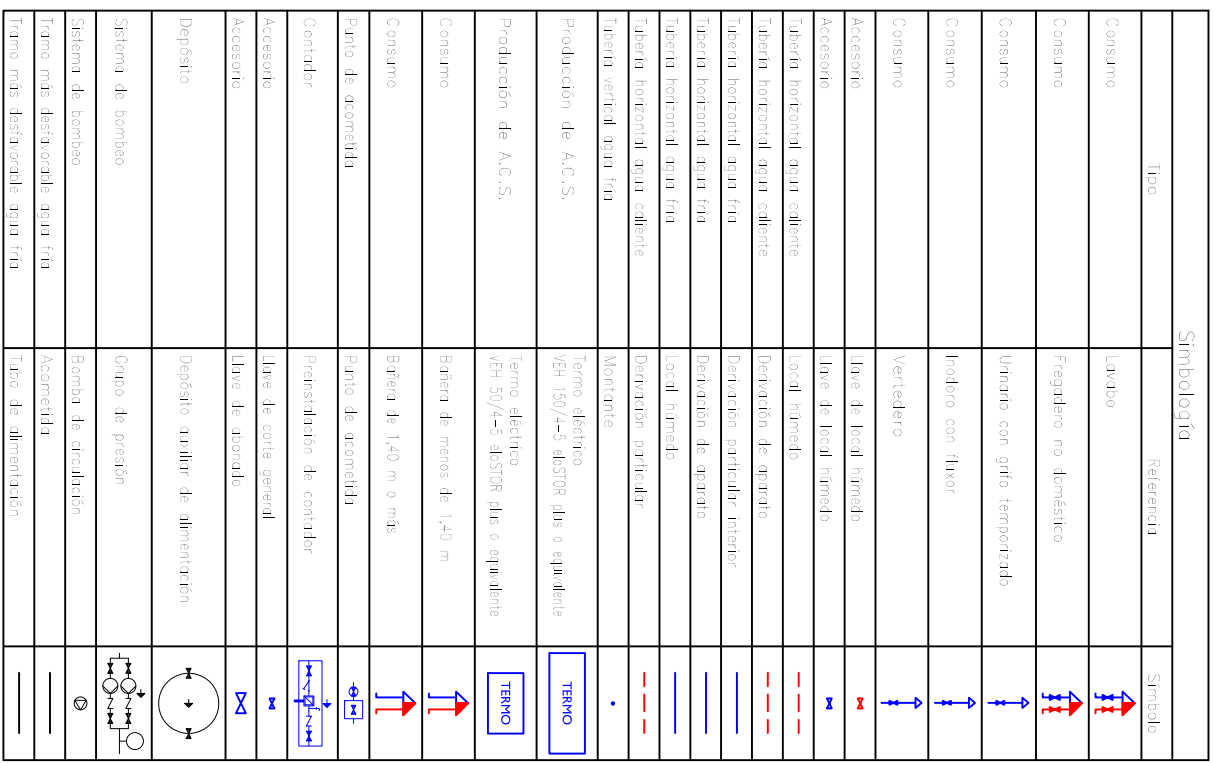 Simbología
Tipo Referencia Símbolo
Consumo Lavabo
Consumo Fregadero no doméstico
Consumo Urinario con grifo temporizado
Consumo Inodoro con fluxor
Consumo Vertedero
Accesorio Llave de local húmedo
Accesorio Llave de local húmedo
Tubería horizontal agua caliente Local húmedo
Tubería horizontal agua caliente Derivación de aparato
Tubería horizontal agua fría Derivación particular interior
Tubería horizontal agua fría Derivación de aparato
Tubería horizontal agua fría Local húmedo
Tubería horizontal agua caliente Derivación particular
Tubería vertical agua fría Montante
Producción de A.C.S. Termo eléctrico
VEH 150/4-5 eloSTOR plus o equivalente
TERMO
Producción de A.C.S. Termo eléctrico
VEH 50/4-5 eloSTOR plus o equivalente
TERMO
Consumo Bañera de menos de 1,40 m
Consumo Bañera de 1,40 m o más
Punto de acometida Punto de acometida
Contador Preinstalación de contador
Accesorio Llave de corte general
Accesorio Llave de abonado
Depósito Depósito auxiliar de alimentación
Sistema de bombeo Grupo de presión
Sistema de bombeo Bomba de circulación
Tramo más desfavorable agua fría Acometida
Tramo más desfavorable agua fría Tubo de alimentación